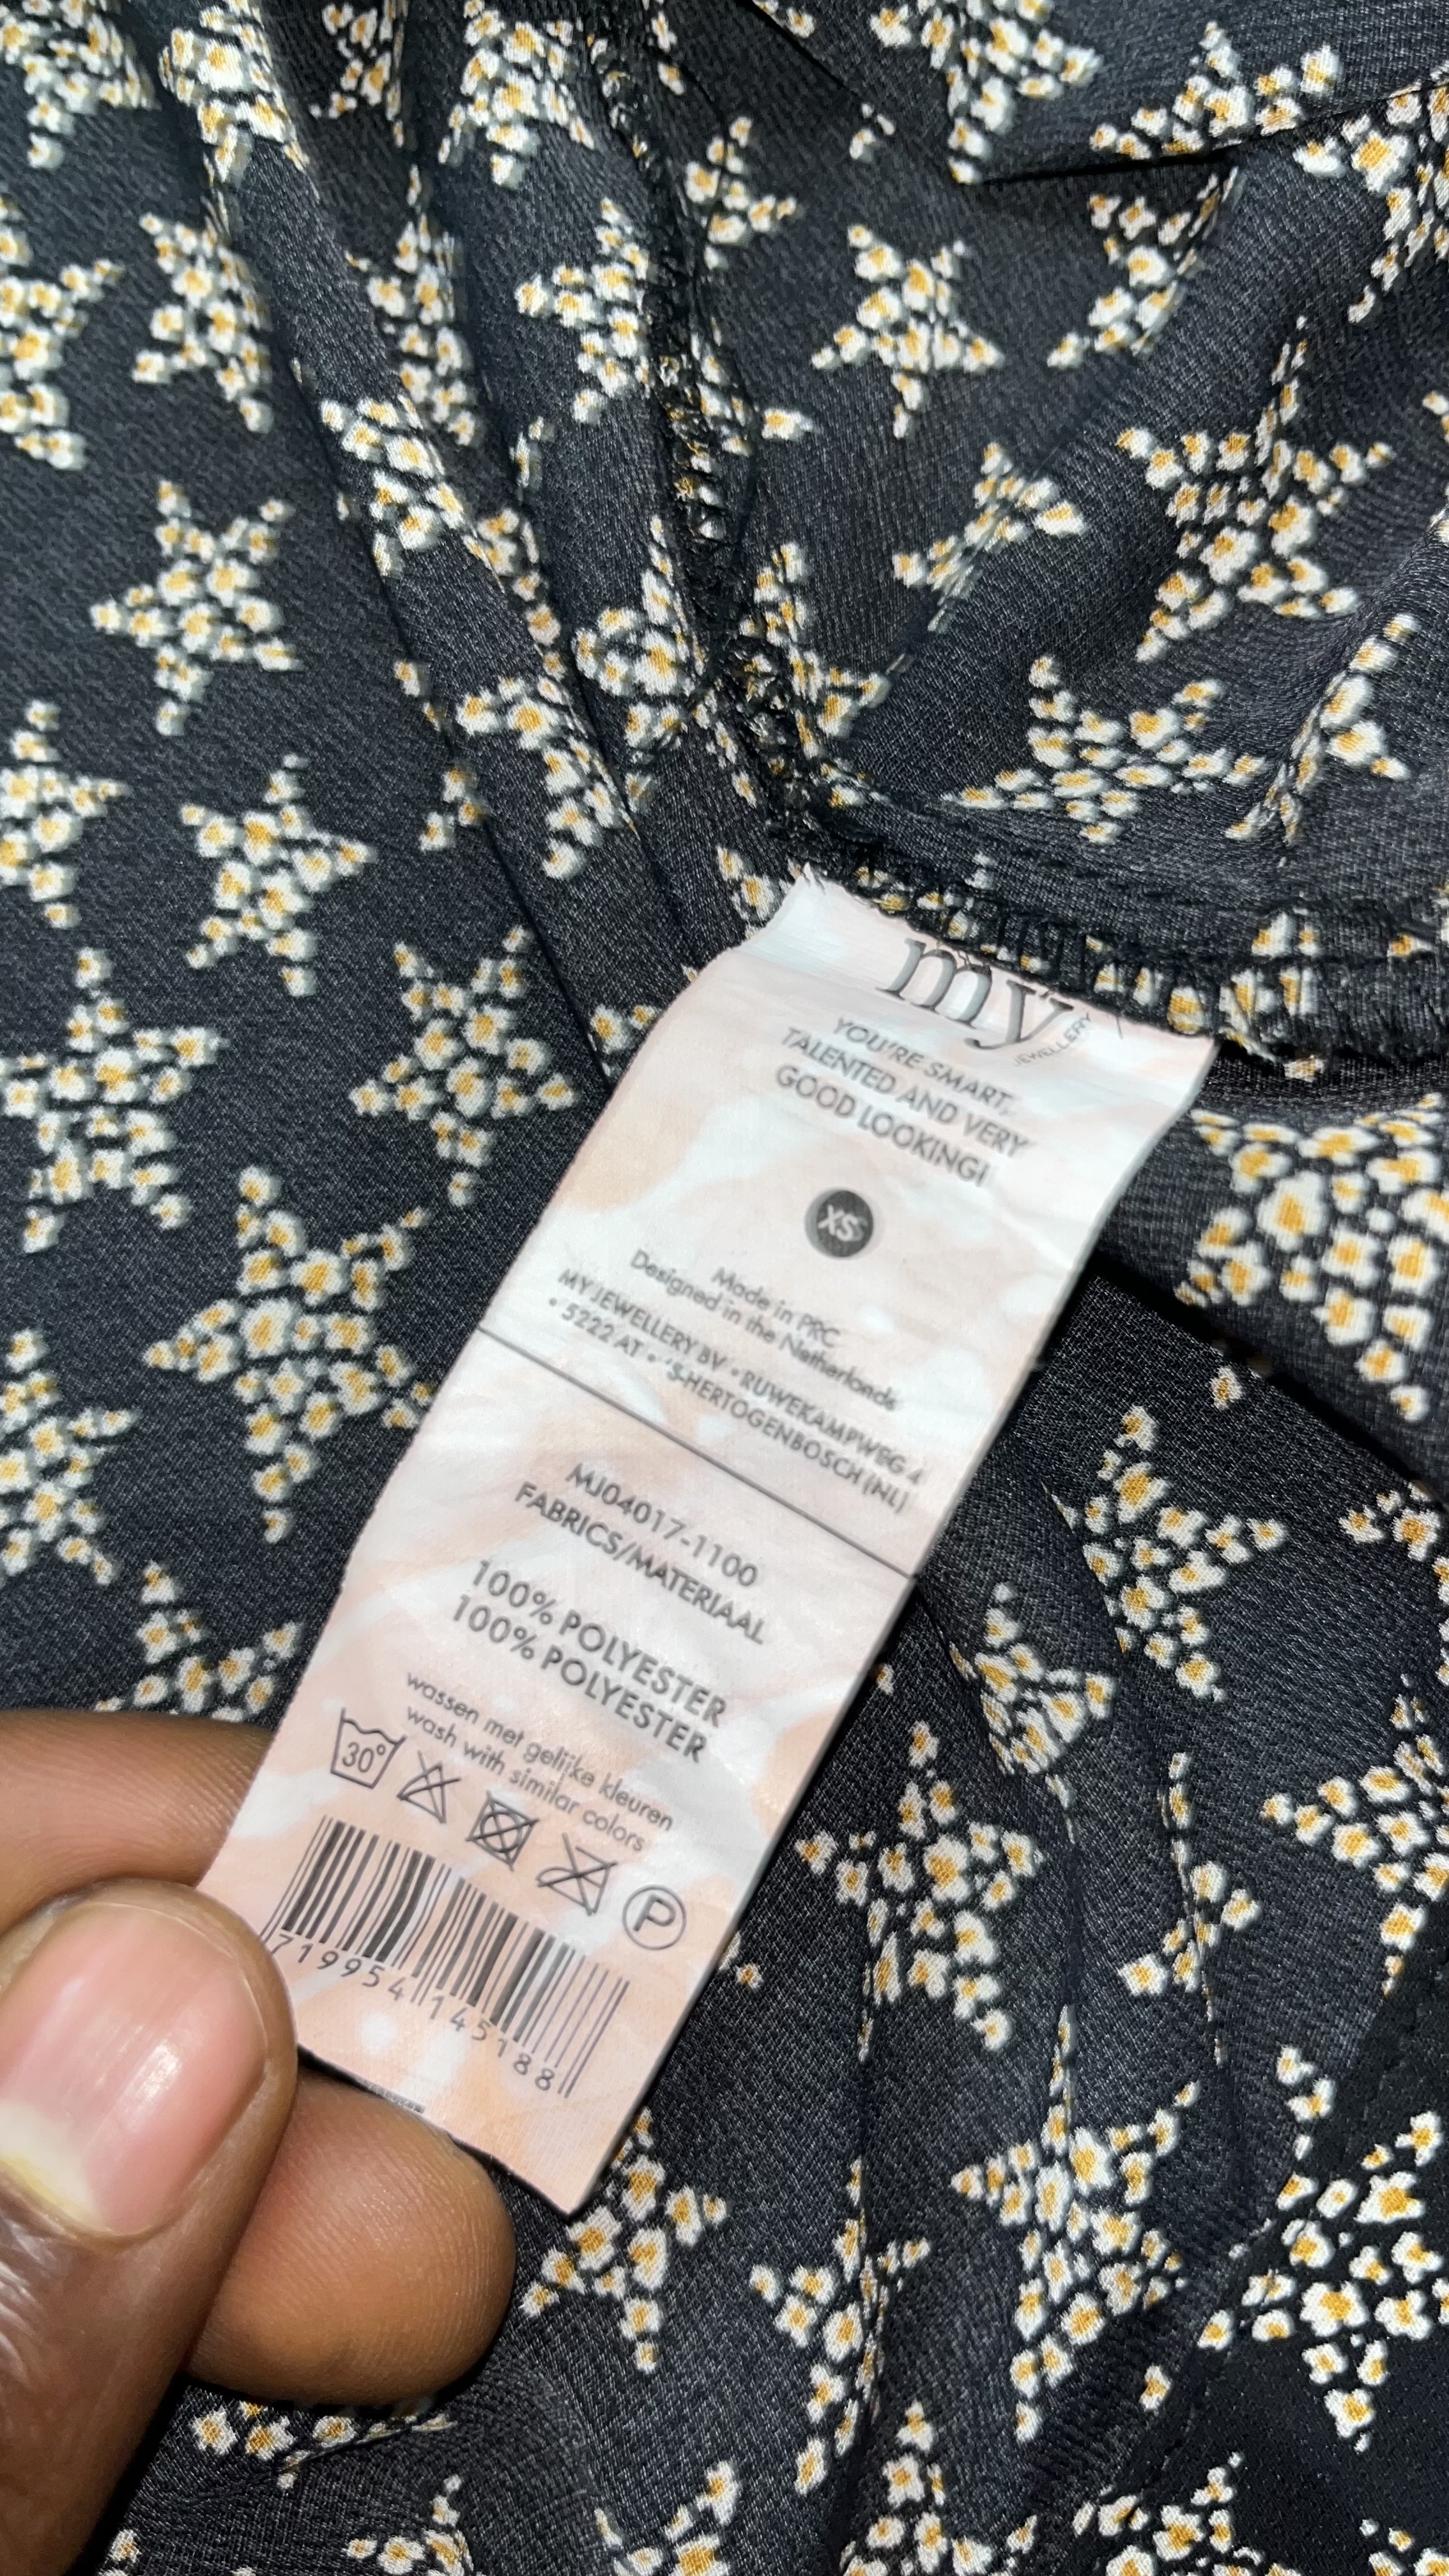 my
JEWELLERY
YOU'RE SMART,
TALENTED AND VERY
GOOD LOOKING!
XS
Made in PRC
Designed in the Netherlands
MY JEWELLERY BV • RUWEKAMPWEG 4
• 5222 AT • 'S-HERTOGENBOSCH (NL)
MJ04017-1100
FABRICS/MATERIAAL
100% POLYESTER
100% POLYESTER
wassen met gelijke kleuren
wash with similar colors
30°
P
719954145188